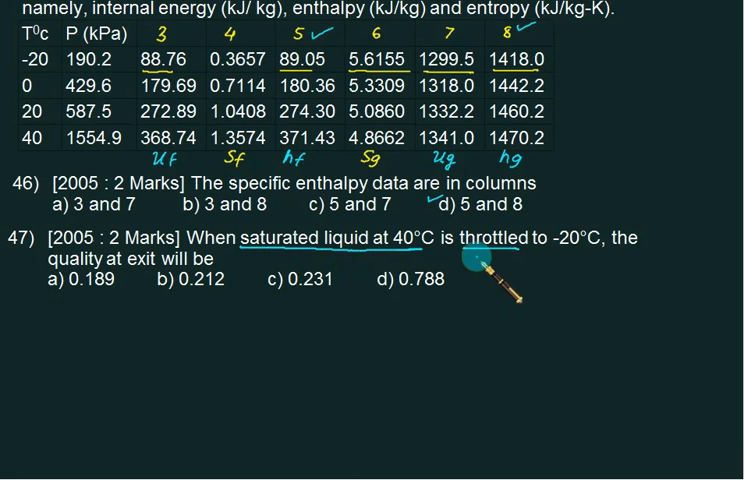 namely, internal energy (kJ/ kg), enthalpy (kJ/kg) and entropy (kJ/kg-K).
T⁰c P (kPa) 3 4 5 ✓ 6 7 8 ✓
-20 190.2 88.76 0.3657 89.05 5.6155 1299.5 1418.0
0 429.6 179.69 0.7114 180.36 5.3309 1318.0 1442.2
20 587.5 272.89 1.0408 274.30 5.0860 1332.2 1460.2
40 1554.9 368.74 1.3574 371.43 4.8662 1341.0 1470.2
uf Sf hf Sg ug hg
46) [2005 : 2 Marks] The specific enthalpy data are in columns
a) 3 and 7 b) 3 and 8 c) 5 and 7 ✓d) 5 and 8
47) [2005 : 2 Marks] When saturated liquid at 40°C is throttled to -20°C, the
quality at exit will be
a) 0.189 b) 0.212 c) 0.231 d) 0.788